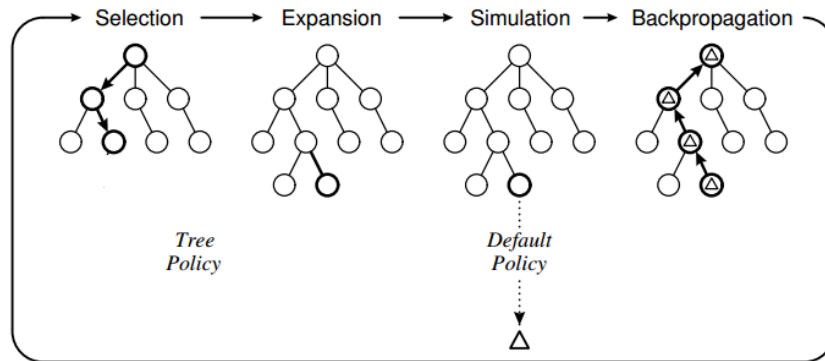 Selection Expansion Simulation Backpropagation
Tree Default
Policy Policy